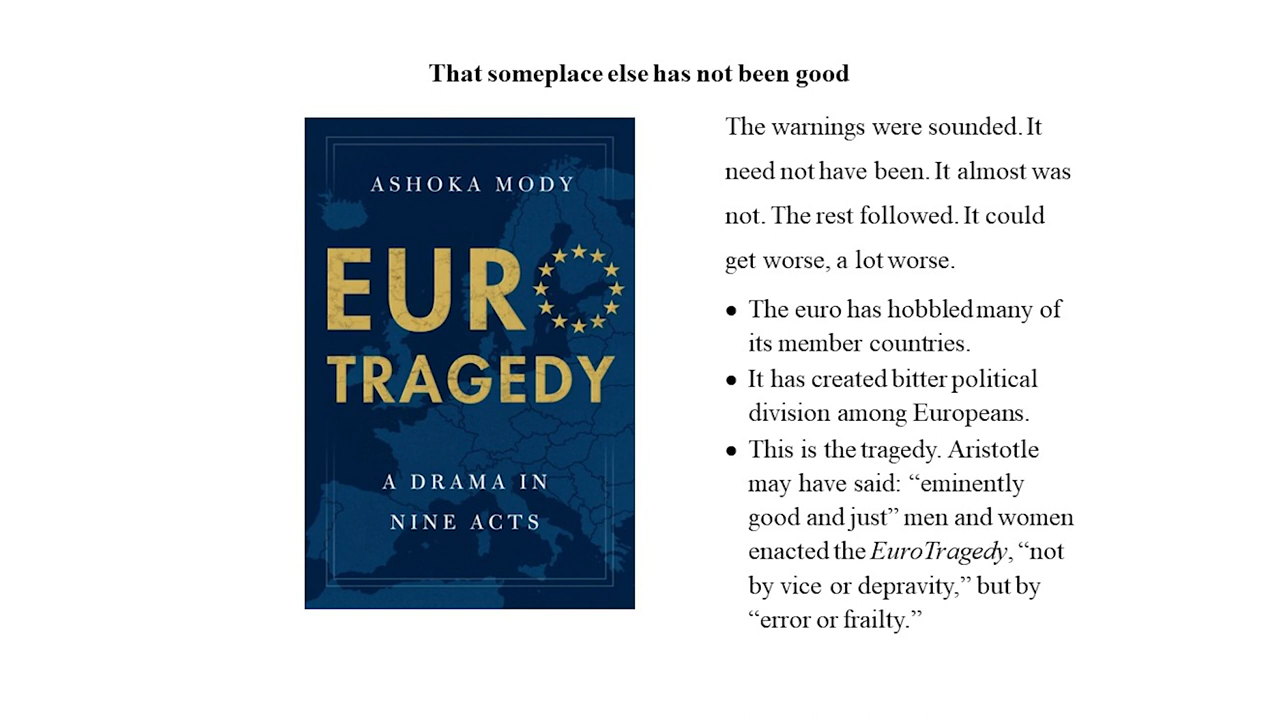 That someplace else has not been good
ASHOKA MODY
EURO
TRAGEDY
A DRAMA IN
NINE ACTS
The warnings were sounded. It
need not have been. It almost was
not. The rest followed. It could
get worse, a lot worse.
• The euro has hobbled many of
its member countries.
• It has created bitter political
division among Europeans.
• This is the tragedy. Aristotle
may have said: “eminently
good and just” men and women
enacted the EuroTragedy, “not
by vice or depravity,” but by
“error or frailty.”